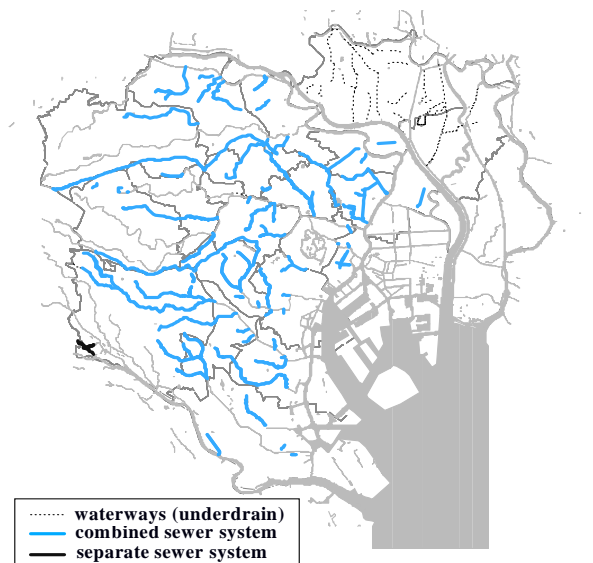 waterways (underdrain)
combined sewer system
separate sewer system